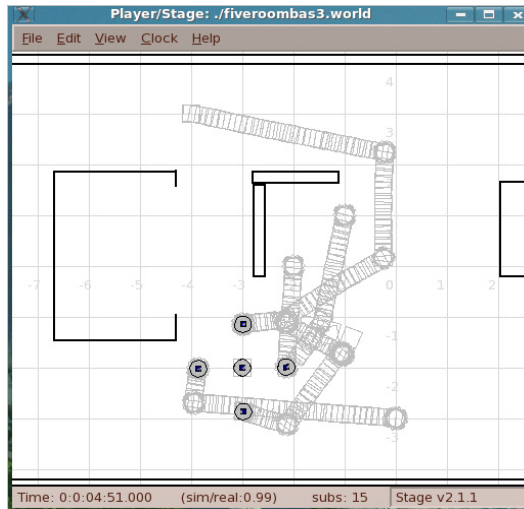 Player/Stage: ./fiveroombas3.world
File Edit View Clock Help
4
3
-7 -6 -5 -4 -3 -2 -1 0 1 2
-1
-2
-3
Time: 0:0:04:51.000 (sim/real:0.99) subs: 15 Stage v2.1.1